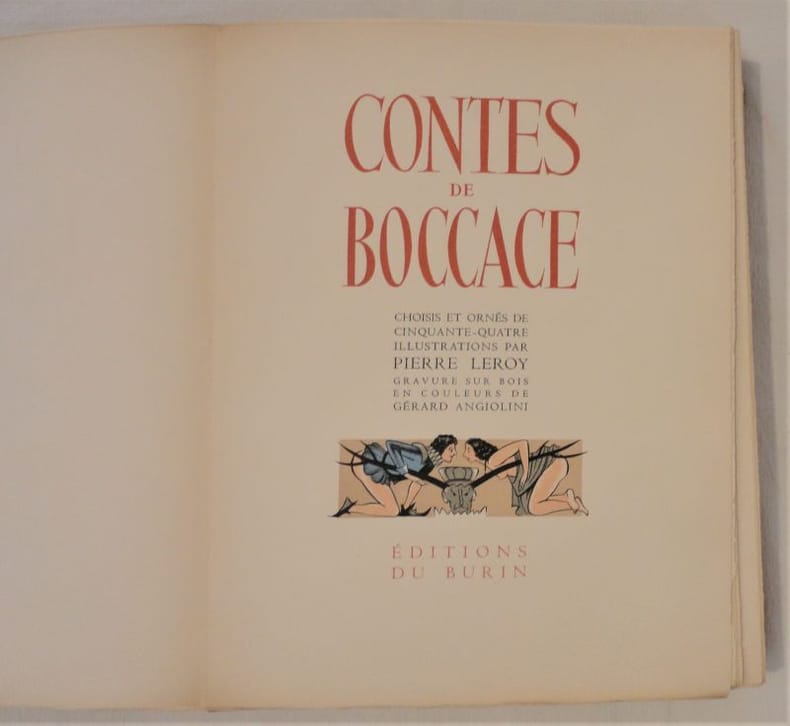 CONTES
DE
BOCCACE
CHOISIS ET ORNÉS DE
CINQUANTE-QUATRE
ILLUSTRATIONS PAR
PIERRE LEROY
GRAVURE SUR BOIS
EN COULEURS DE
GÉRARD ANGIOLINI
ÉDITIONS
DU BURIN